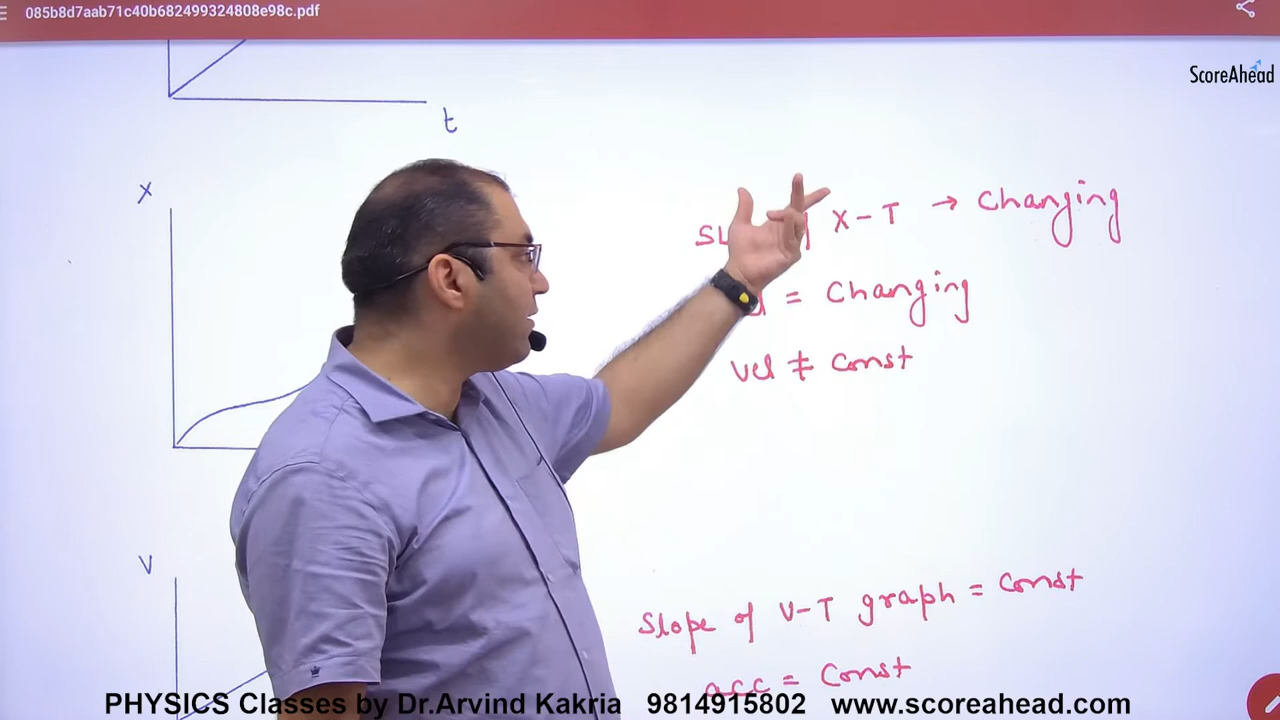 085b8d7aab71c40b682499324808e98c.pdf
ScoreAhead
t
X
X-T → Changing
= Changing
vel ≠ Const
V
Slope of V-T graph = Const
acc = Const
PHYSICS Classes by Dr.Arvind Kakria 9814915802 www.scoreahead.com